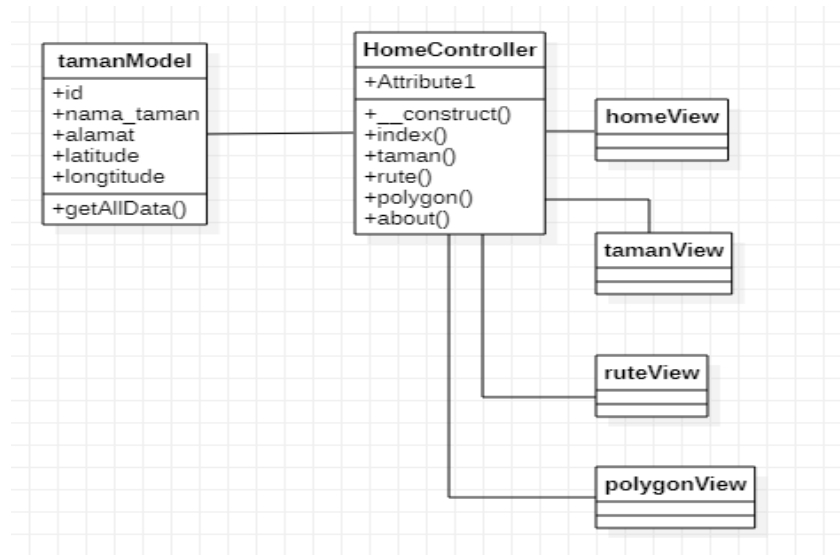 tamanModel
+id
+nama_taman
+alamat
+latitude
+longtitude
+getAllData()
HomeController
+Attribute1
+__construct()
+index()
+taman()
+rute()
+polygon()
+about()
homeView
tamanView
ruteView
polygonView